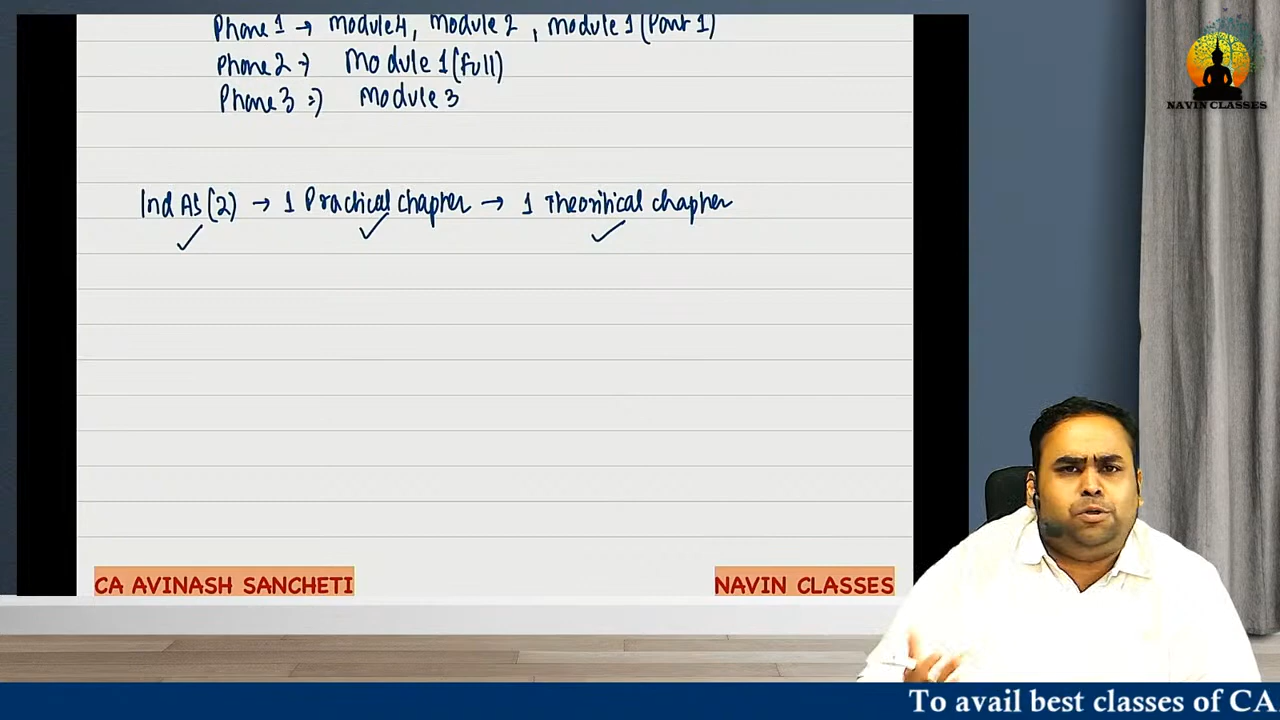 Phase 1 → Module 4, Module 2, Module 1 (Part 1)
Phase 2 → Module 1 (Full)
Phase 3 → Module 3
Ind AS (2) → 1 Practical chapter → 1 Theoritical chapter
CA AVINASH SANCHETI
NAVIN CLASSES
NAVIN CLASSES
To avail best classes of CA